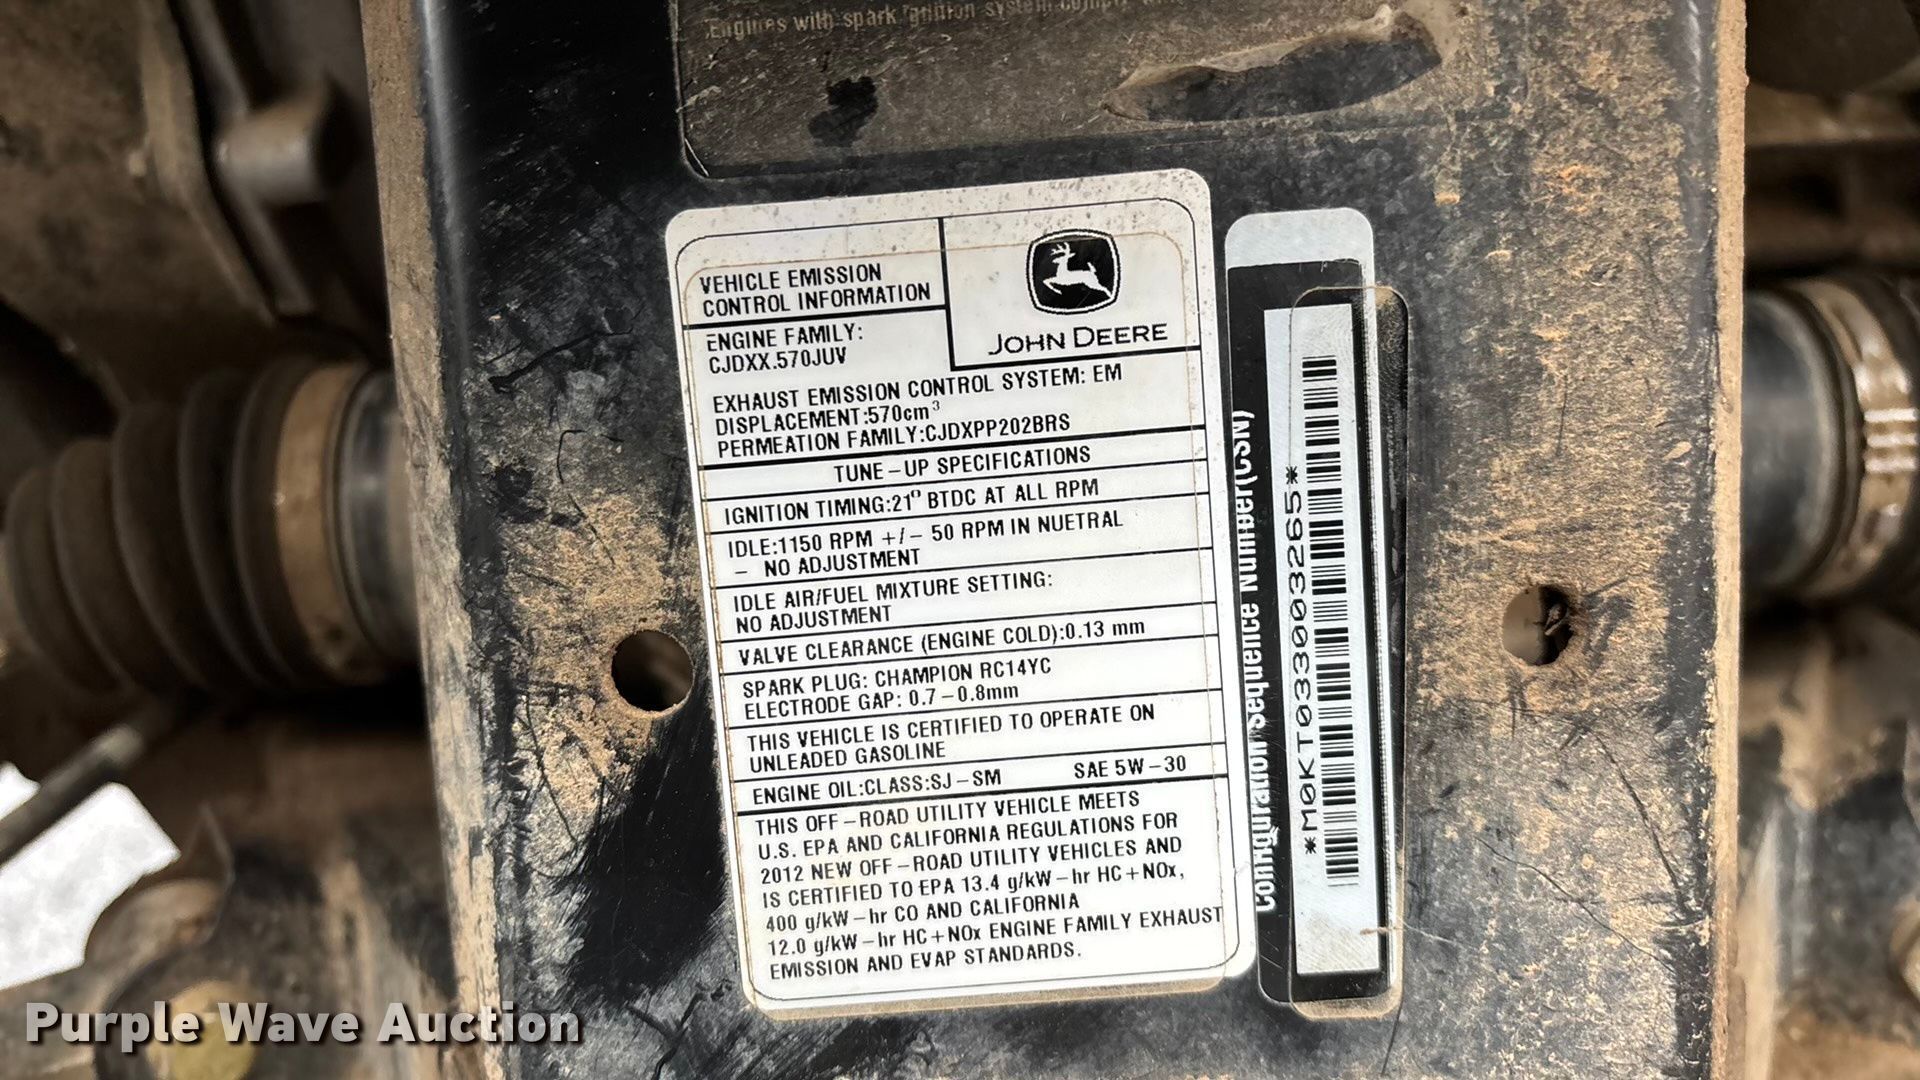 Engines with spark ignition system comply
VEHICLE EMISSION
CONTROL INFORMATION
JOHN DEERE
ENGINE FAMILY:
CJDXX.570JUV
EXHAUST EMISSION CONTROL SYSTEM: EM
DISPLACEMENT:570cm³
PERMEATION FAMILY:CJDXPP202BRS
TUNE-UP SPECIFICATIONS
IGNITION TIMING:21° BTDC AT ALL RPM
IDLE:1150 RPM +/- 50 RPM IN NUETRAL
- NO ADJUSTMENT
IDLE AIR/FUEL MIXTURE SETTING:
NO ADJUSTMENT
VALVE CLEARANCE (ENGINE COLD):0.13 mm
SPARK PLUG: CHAMPION RC14YC
ELECTRODE GAP: 0.7-0.8mm
THIS VEHICLE IS CERTIFIED TO OPERATE ON
UNLEADED GASOLINE
ENGINE OIL:CLASS:SJ-SM SAE 5W-30
THIS OFF-ROAD UTILITY VEHICLE MEETS
U.S. EPA AND CALIFORNIA REGULATIONS FOR
2012 NEW OFF-ROAD UTILITY VEHICLES AND
IS CERTIFIED TO EPA 13.4 g/kW-hr HC+NOx,
400 g/kW-hr CO AND CALIFORNIA
12.0 g/kW-hr HC+NOx ENGINE FAMILY EXHAUST
EMISSION AND EVAP STANDARDS.
Configuration Sequence Number(CSN)
*M0KT033003265*
Purple Wave Auction